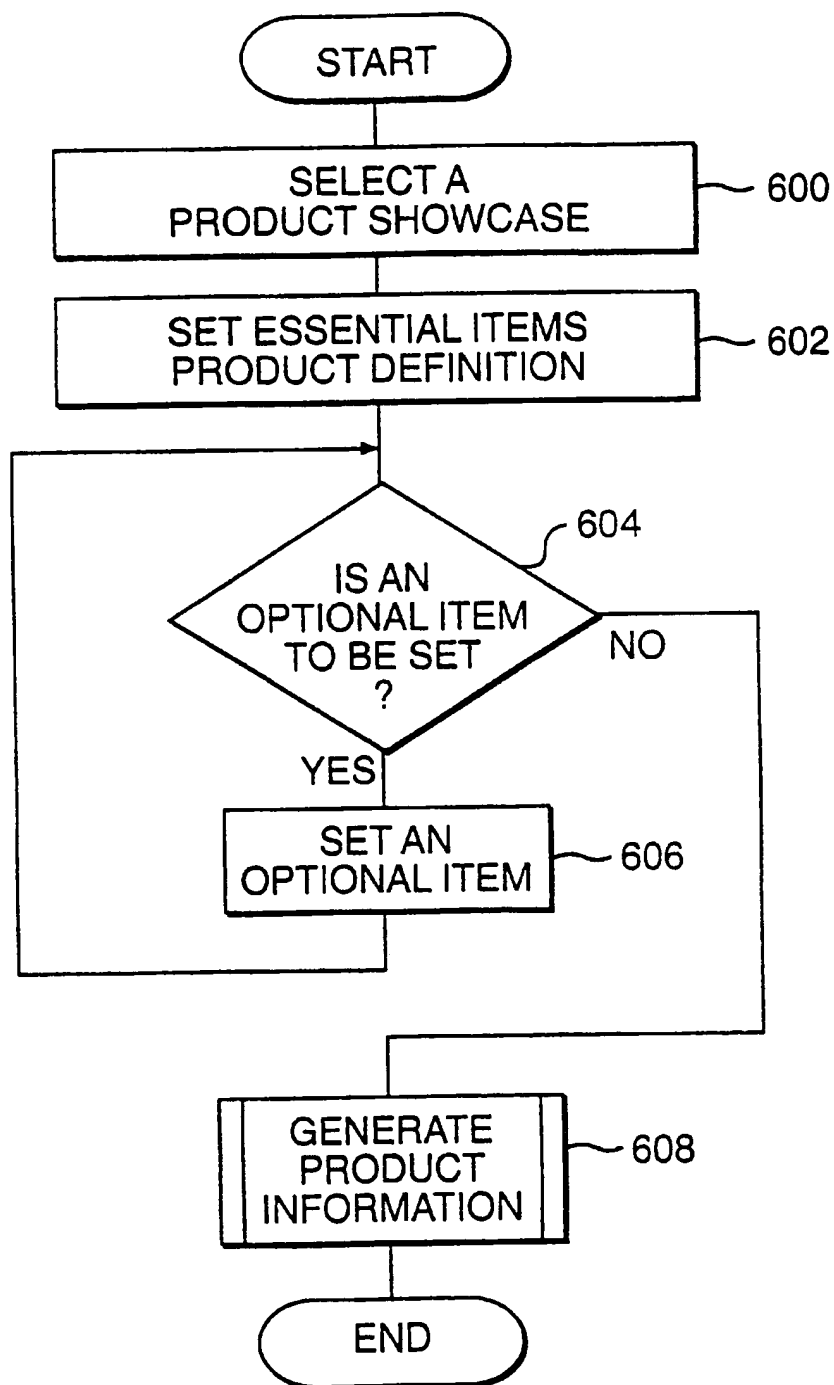 START
SELECT A
PRODUCT SHOWCASE
600
SET ESSENTIAL ITEMS
PRODUCT DEFINITION
602
604
IS AN
OPTIONAL ITEM
TO BE SET
?
NO
YES
SET AN
OPTIONAL ITEM
606
GENERATE
PRODUCT
INFORMATION
608
END